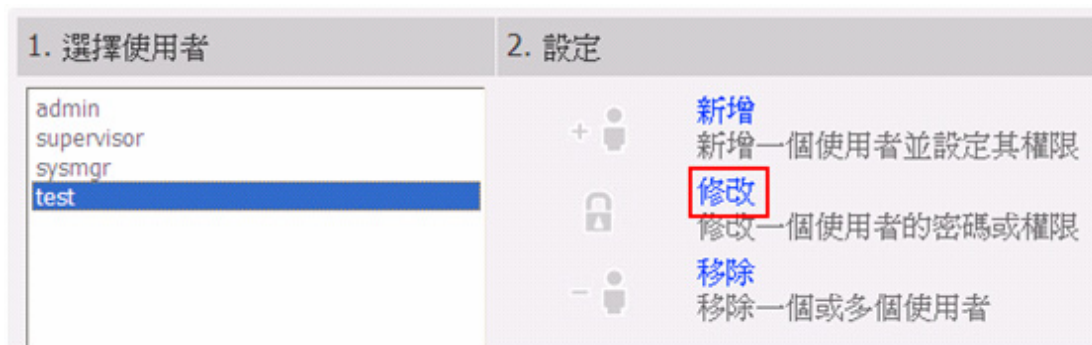 1. 選擇使用者
2. 設定
admin
supervisor
sysmgr
test
新增
新增一個使用者並設定其權限
修改
修改一個使用者的密碼或權限
移除
移除一個或多個使用者